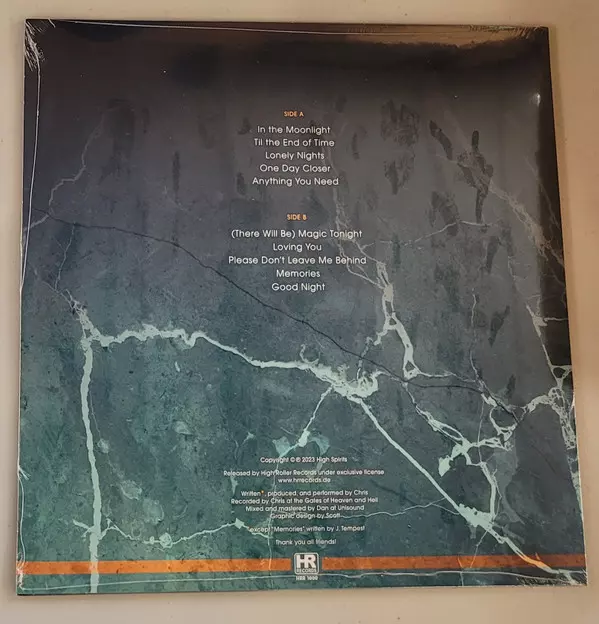 SIDE A
In the Moonlight
Til the End of Time
Lonely Nights
One Day Closer
Anything You Need
SIDE B
(There Will Be) Magic Tonight
Loving You
Please Don't Leave Me Behind
Memories
Good Night
Copyright © ℗ 2023 High Spirits
Released by High Roller Records under exclusive license
www.hrrecords.de
Written*, produced, and performed by Chris
Recorded by Chris at the Gates of Heaven and Hell
Mixed and mastered by Dan at Unisound
Graphic design by Scott
*except "Memories" written by J. Tempest
Thank you all friends!
HR
RECORDS
HRR 1000